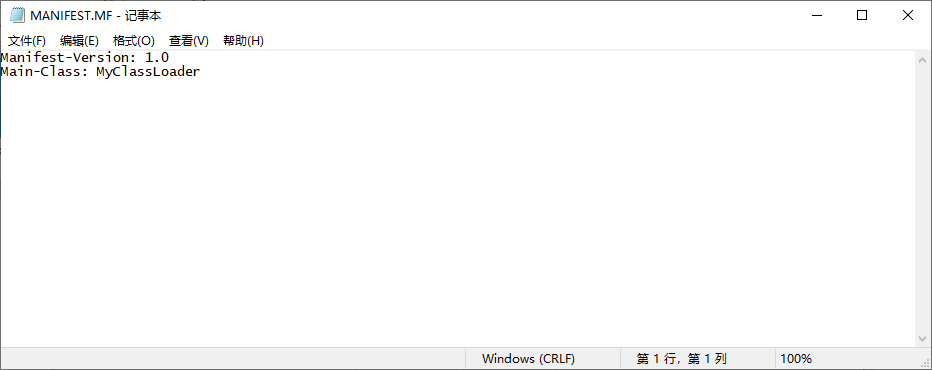 MANIFEST.MF - 记事本
文件(F) 编辑(E) 格式(O) 查看(V) 帮助(H)
Manifest-Version: 1.0
Main-Class: MyClassLoader
Windows (CRLF) 第 1 行，第 1 列 100%